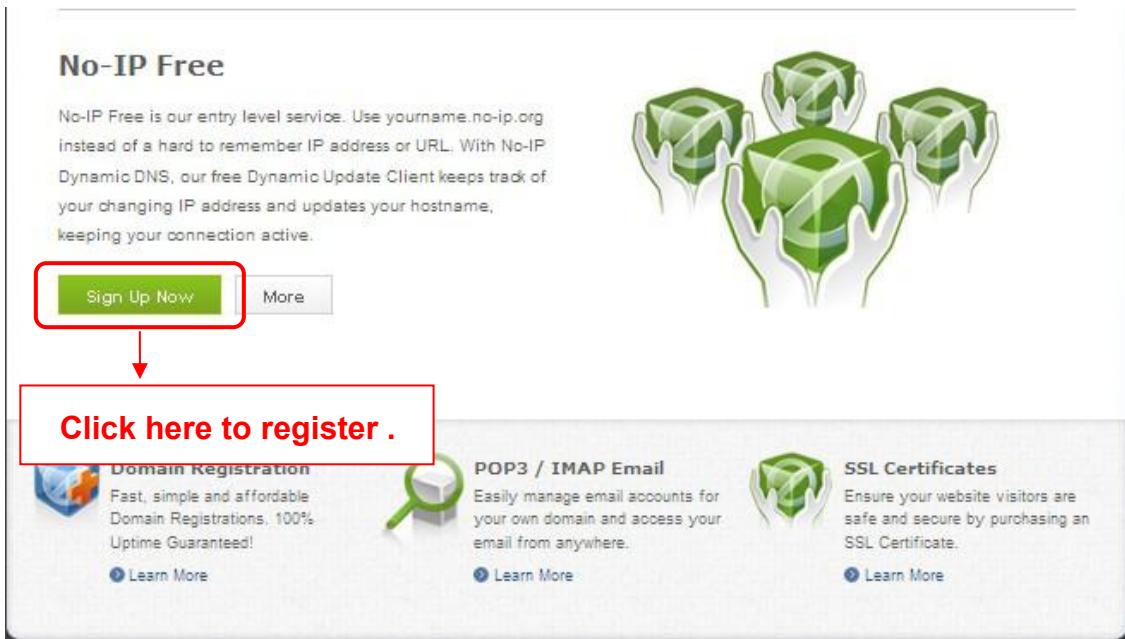 No-IP Free
No-IP Free is our entry level service. Use yourname.no-ip.org
instead of a hard to remember IP address or URL. With No-IP
Dynamic DNS, our free Dynamic Update Client keeps track of
your changing IP address and updates your hostname,
keeping your connection active.
Sign Up Now
More
Click here to register .
Domain Registration
Fast, simple and affordable
Domain Registrations. 100%
Uptime Guaranteed!
Learn More
POP3 / IMAP Email
Easily manage email accounts for
your own domain and access your
email from anywhere.
Learn More
SSL Certificates
Ensure your website visitors are
safe and secure by purchasing an
SSL Certificate.
Learn More